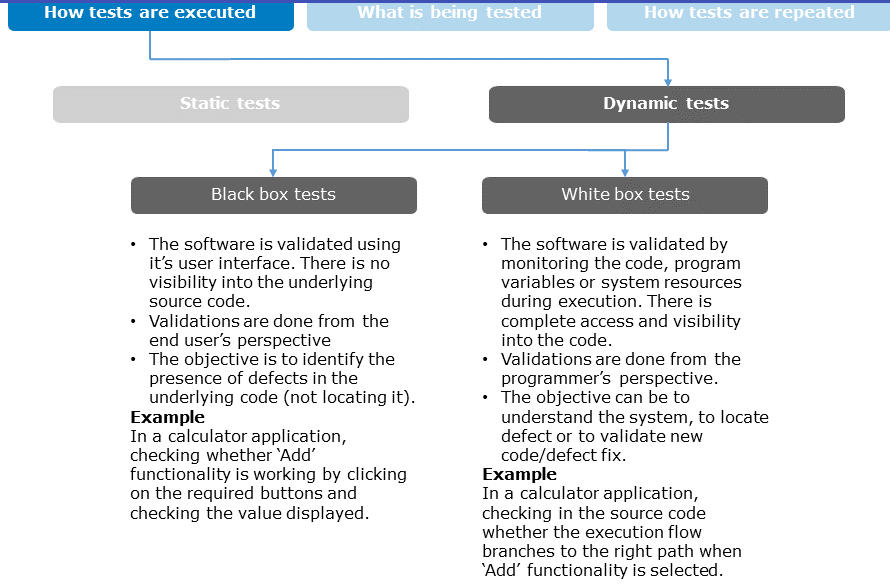 How tests are executed
What is being tested
How tests are repeated
Static tests
Dynamic tests
Black box tests
White box tests
• The software is validated using
it’s user interface. There is no
visibility into the underlying
source code.
• Validations are done from the
end user’s perspective
• The objective is to identify the
presence of defects in the
underlying code (not locating it).
Example
In a calculator application,
checking whether ‘Add’
functionality is working by clicking
on the required buttons and
checking the value displayed.
• The software is validated by
monitoring the code, program
variables or system resources
during execution. There is
complete access and visibility
into the code.
• Validations are done from the
programmer’s perspective.
• The objective can be to
understand the system, to locate
defect or to validate new
code/defect fix.
Example
In a calculator application,
checking in the source code
whether the execution flow
branches to the right path when
‘Add’ functionality is selected.